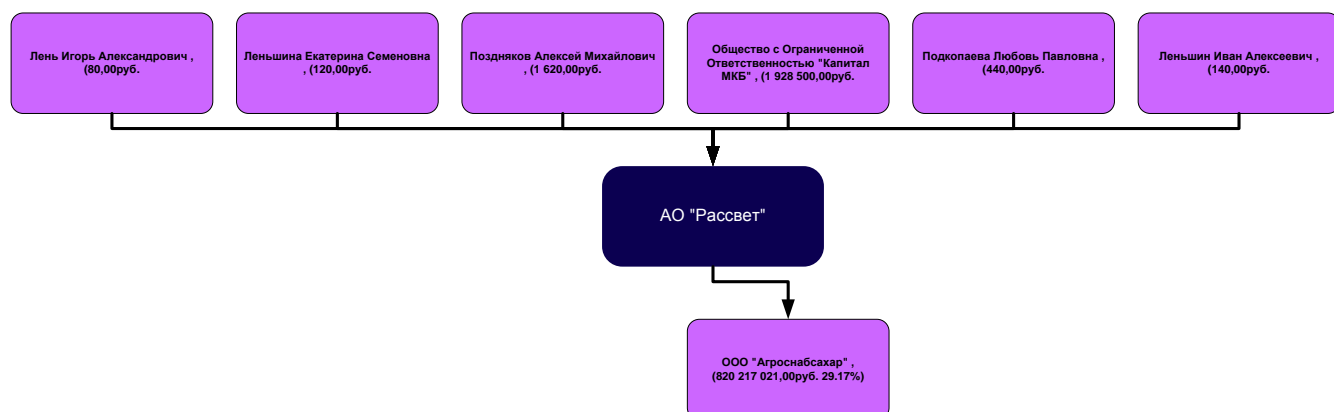 Лень Игорь Александрович ,
(80,00руб.
Леньшина Екатерина Семеновна
, (120,00руб.
Поздняков Алексей Михайлович
, (1 620,00руб.
Общество с Ограниченной
Ответственностью "Капитал
МКБ" , (1 928 500,00руб.
Подкопаева Любовь Павловна ,
(440,00руб.
Леньшин Иван Алексеевич ,
(140,00руб.
АО "Рассвет"
ООО "Агроснабсахар" ,
(820 217 021,00руб. 29.17%)